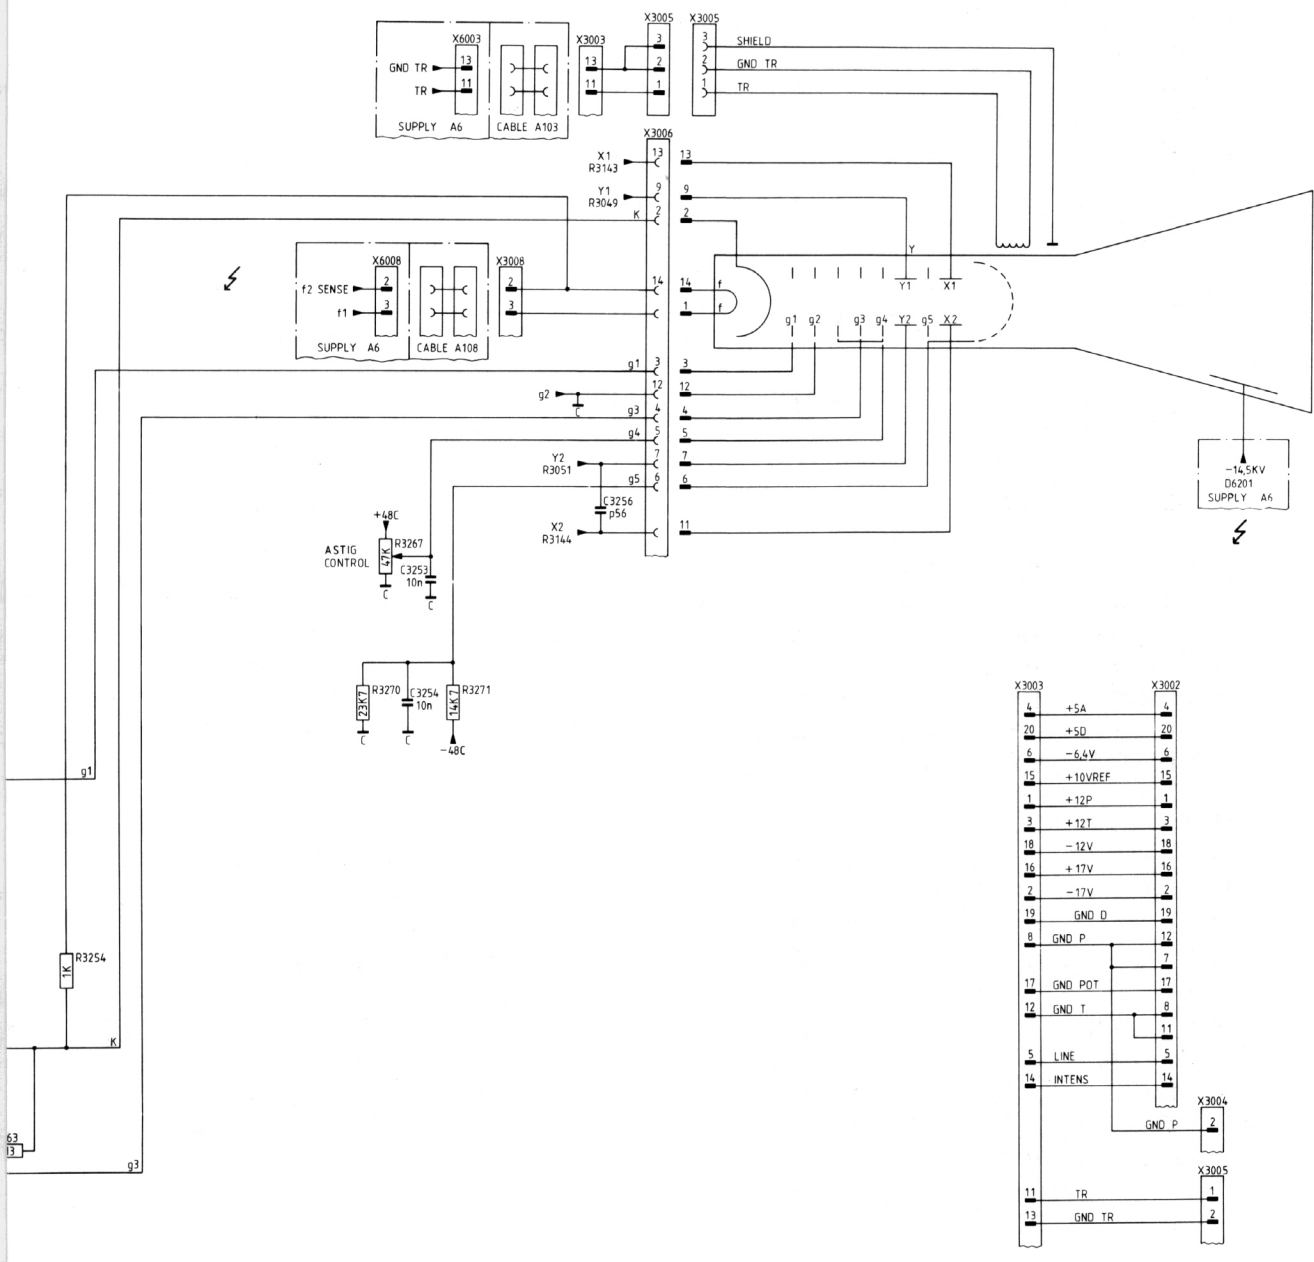 X3005 X3005
X6003 X3003
3 3 SHIELD
GND TR 13 13 2 2 GND TR
TR 11 11 1 1 TR
SUPPLY A6 CABLE A103
X3006
X1 R3143 13 13
Y1 R3049 9 9
K 2 2
Y
X6008 X3008
f2 SENSE 2 2 14 14 f Y1 X1
f1 3 3 1 f
g1 g2 g3 g4 Y2 g5 X2
SUPPLY A6 CABLE A108
g1 3 3
g2 12 12
C
g3 4 4
g4 5 5
Y2 R3051 7 7
g5 6 6
C3256
p56
X2 R3144 11
-14,5KV
D6201
SUPPLY A6
+48C
ASTIG
CONTROL
47K
R3267
C3253
10n
C C
R3270
23K7
C3254
10n
R3271
14K7
C C
-48C
g1
R3254
1K
K
63
13
g3
X3003 X3002
4 +5A 4
20 +5D 20
6 -6,4V 6
15 +10VREF 15
1 +12P 1
3 +12T 3
18 -12V 18
16 +17V 16
2 -17V 2
19 GND D 19
8 GND P 12
7
17 GND POT 17
12 GND T 8
11
5 LINE 5
14 INTENS 14
X3004
GND P 2
X3005
11 TR 1
13 GND TR 2